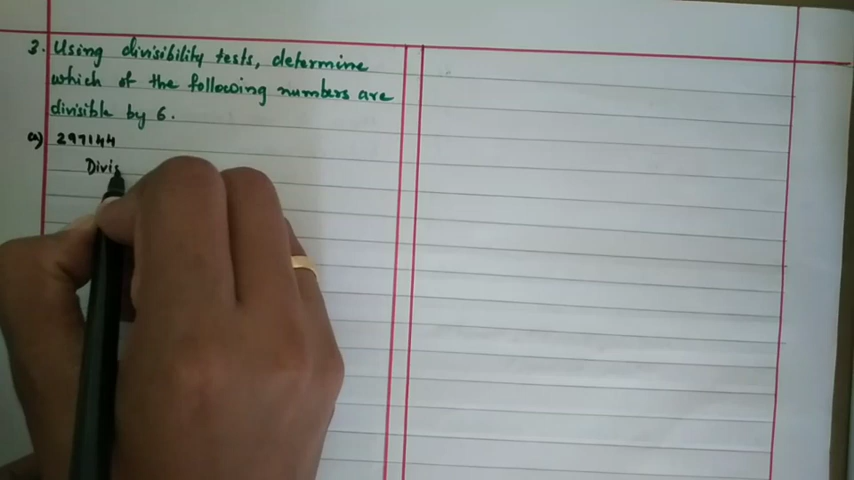 3. Using divisibility tests, determine
which of the following numbers are
divisible by 6.
a) 297144
Divis